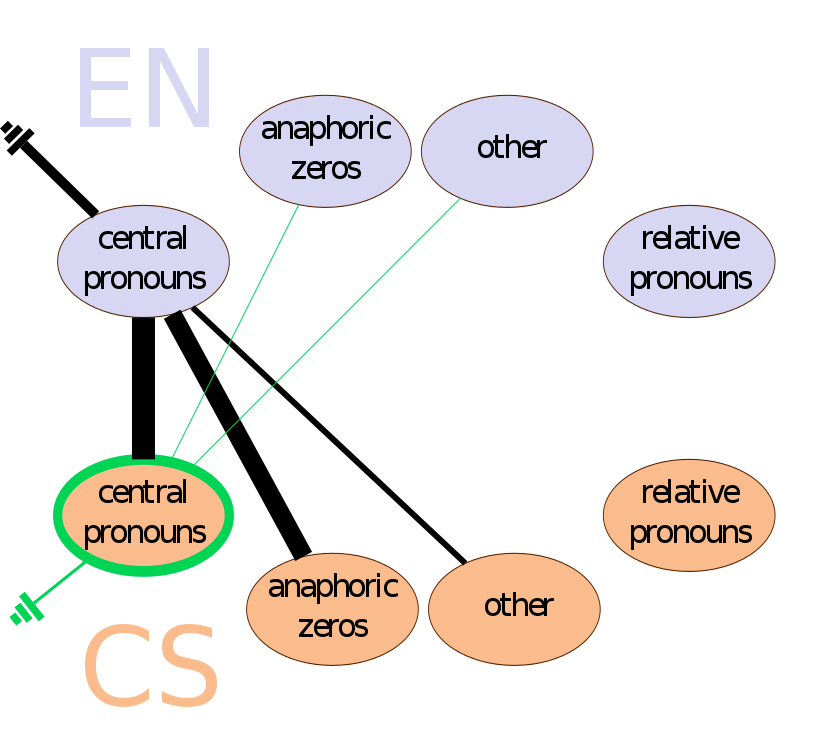 EN
anaphoric
zeros
other
central
pronouns
relative
pronouns
central
pronouns
relative
pronouns
anaphoric
zeros
other
CS